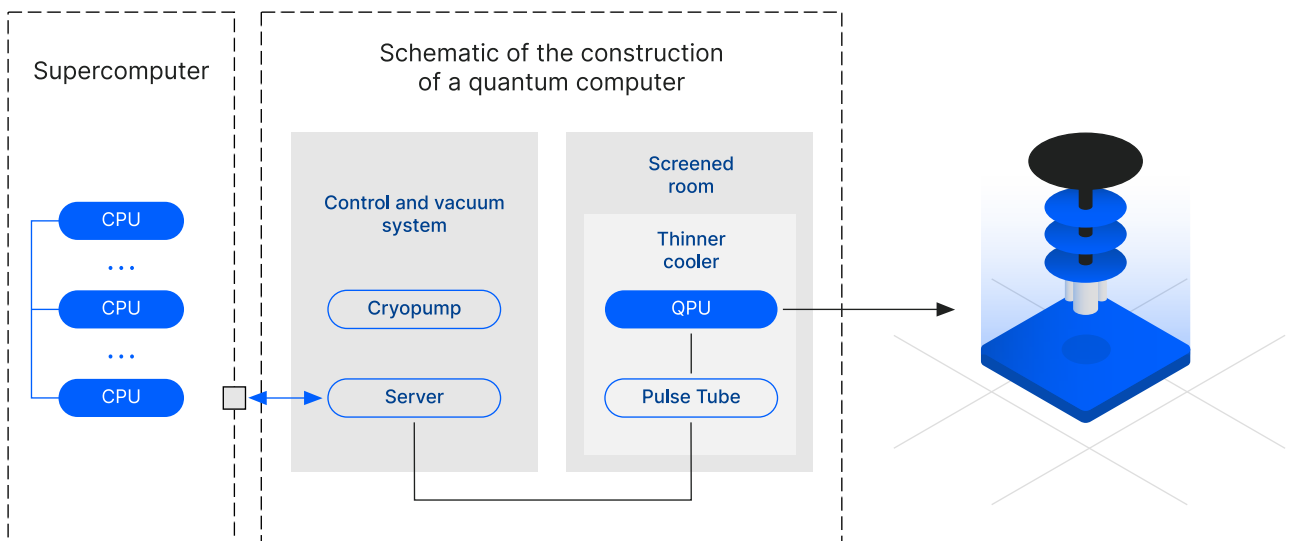 Supercomputer
CPU
...
CPU
...
CPU
Schematic of the construction
of a quantum computer
Control and vacuum
system
Cryopump
Server
Screened
room
Thinner
cooler
QPU
Pulse Tube